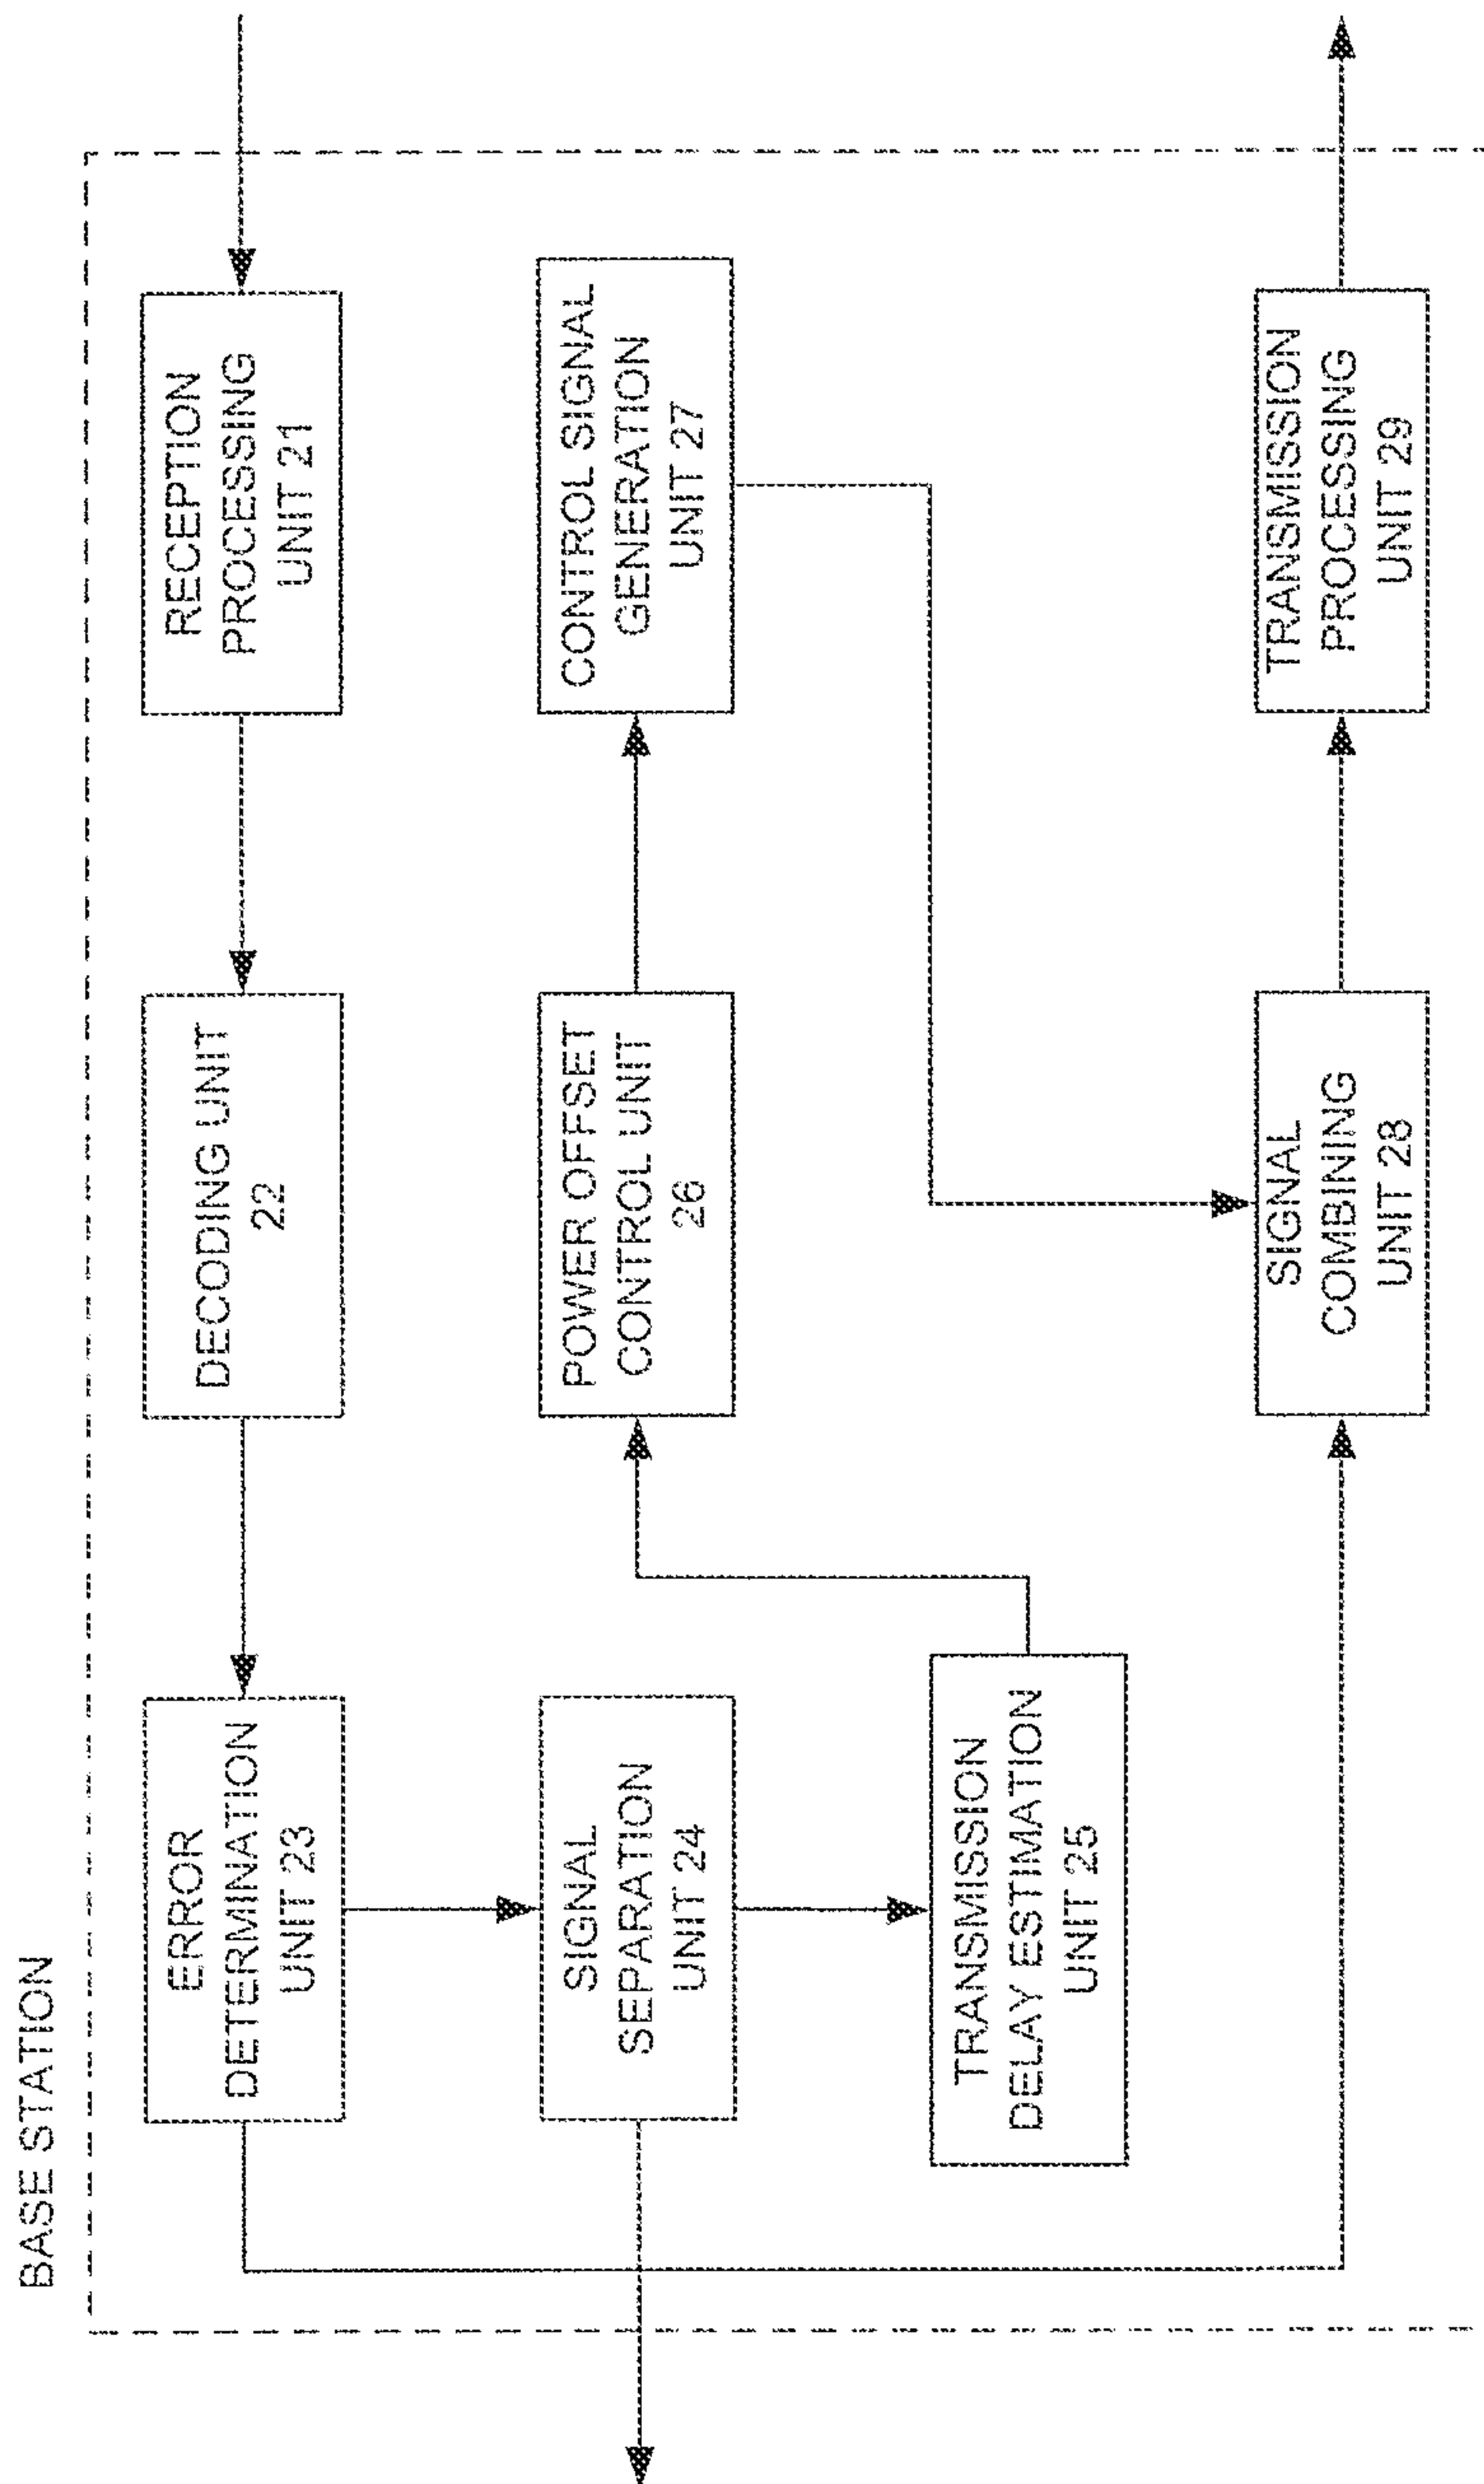 BASE STATION
RECEPTION
PROCESSING
UNIT 21
DECODING UNIT
22
ERROR
DETERMINATION
UNIT 23
SIGNAL
SEPARATION
UNIT 24
TRANSMISSION
DELAY ESTIMATION
UNIT 25
POWER OFFSET
CONTROL UNIT
26
CONTROL SIGNAL
GENERATION
UNIT 27
SIGNAL
COMBINING
UNIT 28
TRANSMISSION
PROCESSING
UNIT 29